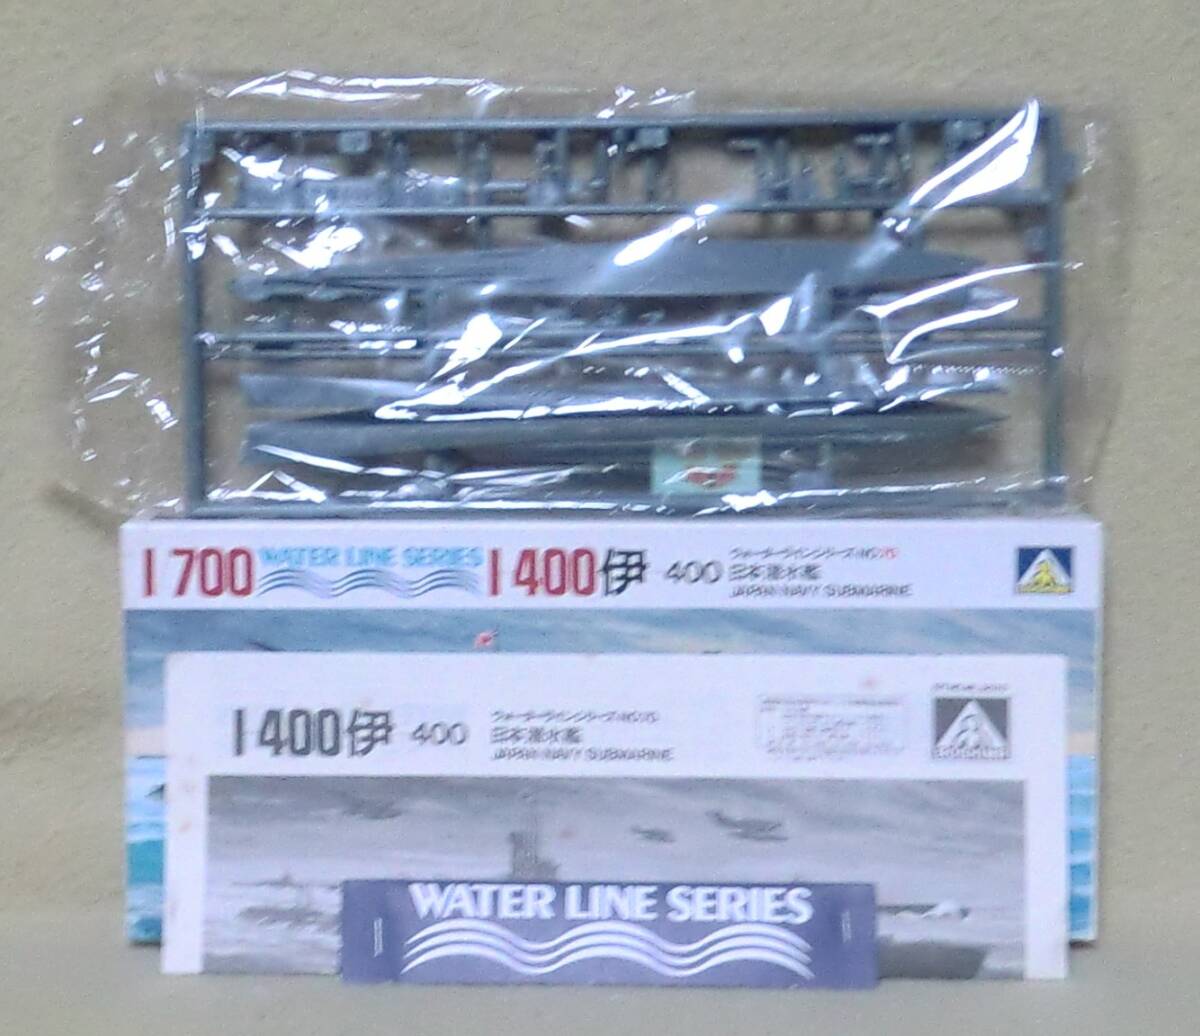 1 700 WATER LINE SERIES I 400 伊 400
ウォーターラインシリーズ NO.
日本潜水艦
JAPAN NAVY SUBMARINE
I 400 伊 400
ウォーターラインシリーズ NO.
日本潜水艦
JAPAN NAVY SUBMARINE
WATER LINE SERIES